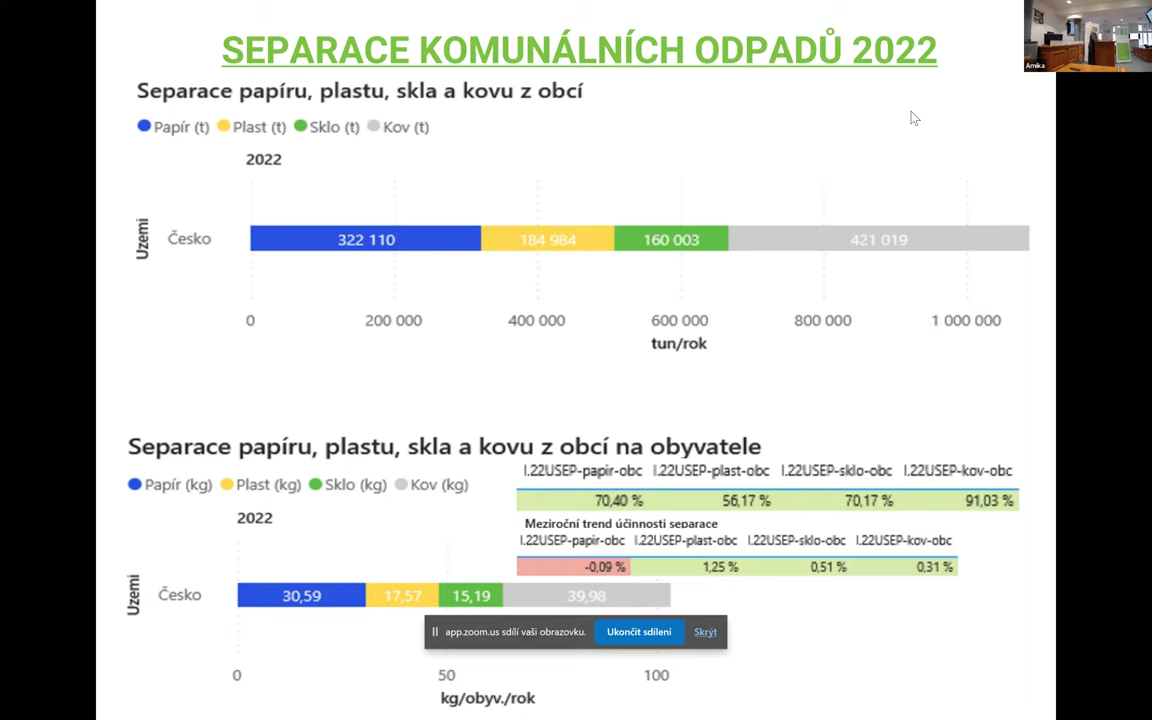 SEPARACE KOMUNÁLNÍCH ODPADŮ 2022
Arnika
Separace papíru, plastu, skla a kovu z obcí
Papír (t) Plast (t) Sklo (t) Kov (t)
2022
Uzemi
Česko
322 110 184 984 160 003 421 019
0 200 000 400 000 600 000 800 000 1 000 000
tun/rok
Separace papíru, plastu, skla a kovu z obcí na obyvatele
Papír (kg) Plast (kg) Sklo (kg) Kov (kg)
2022
I.22USEP-papir-obc I.22USEP-plast-obc I.22USEP-sklo-obc I.22USEP-kov-obc
70,40 % 56,17 % 70,17 % 91,03 %
Meziroční trend účinnosti separace
I.22USEP-papir-obc I.22USEP-plast-obc I.22USEP-sklo-obc I.22USEP-kov-obc
-0,09 % 1,25 % 0,51 % 0,31 %
Uzemi
Česko
30,59 17,57 15,19 39,98
app.zoom.us sdílí vaši obrazovku. Ukončit sdílení Skrýt
0 50 100
kg/obyv./rok